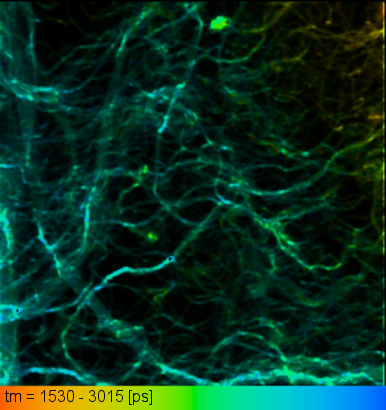 tm = 1530 - 3015 [ps]